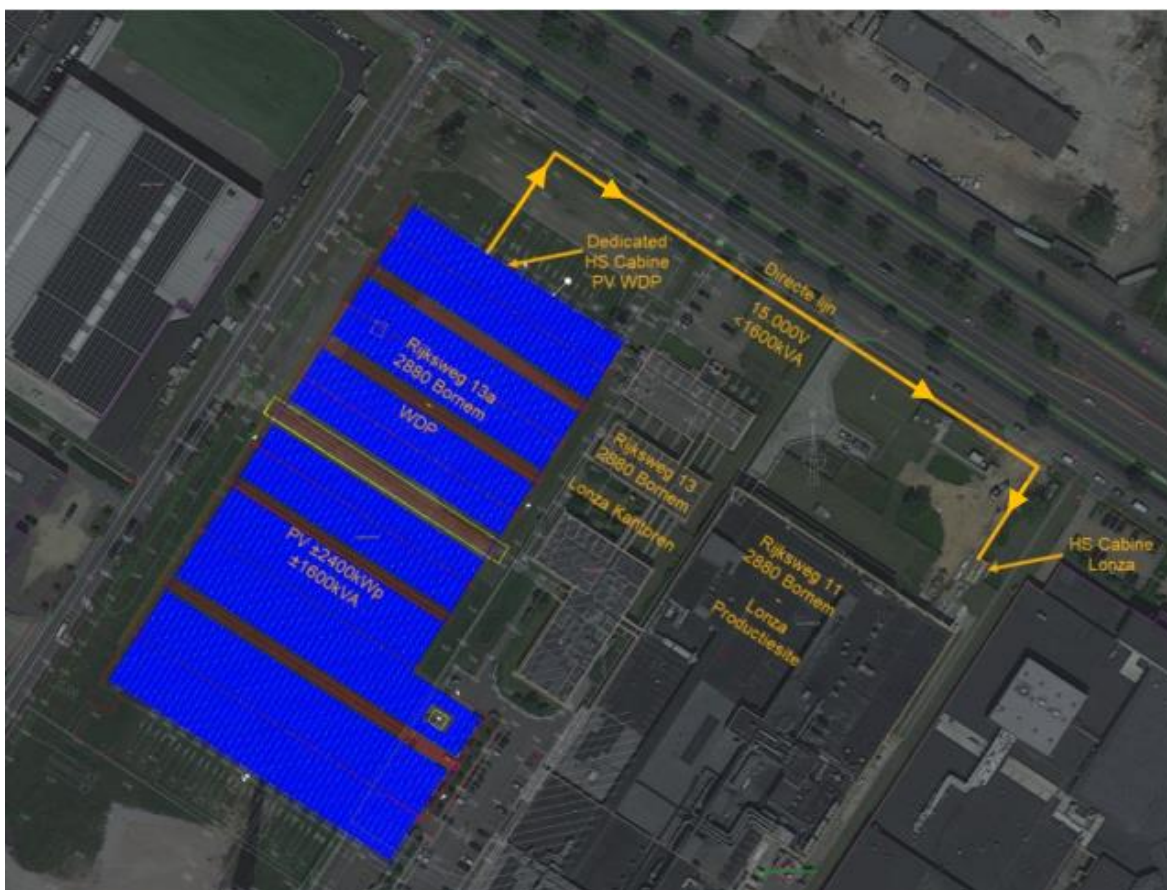 Dedicated
HS Cabine
PV WDP
Directe lijn
15.000V
<1600kVA
Rijksweg 13a
2880 Bornem
WDP
PV ±2400kWp
±1600kVA
Rijksweg 13
2880 Bornem
Lonza Kantoren
Rijksweg 11
2880 Bornem
Lonza
Productiesite
HS Cabine
Lonza